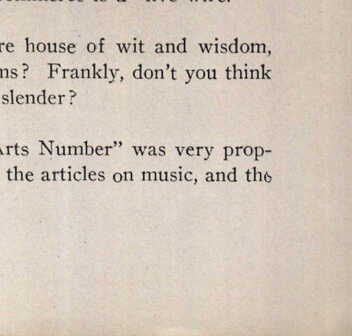 re house of wit and wisdom,
ns? Frankly, don't you think
slender?
Arts Number" was very prop-
the articles on music, and the